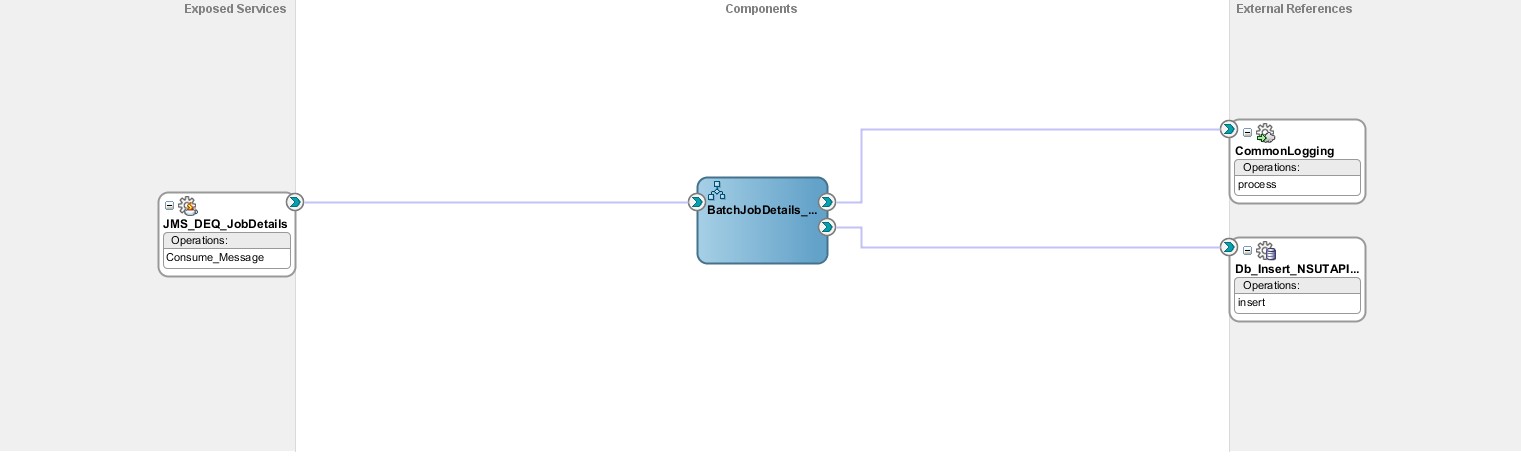 Exposed Services
Components
External References
JMS_DEQ_JobDetails
Operations:
Consume_Message
BatchJobDetails_...
CommonLogging
Operations:
process
Db_Insert_NSUTAPI...
Operations:
insert